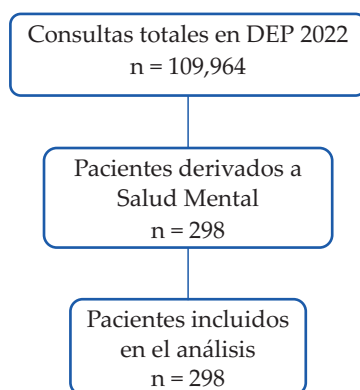 Consultas totales en DEP 2022
n = 109,964
Pacientes derivados a
Salud Mental
n = 298
Pacientes incluidos
en el análisis
n = 298